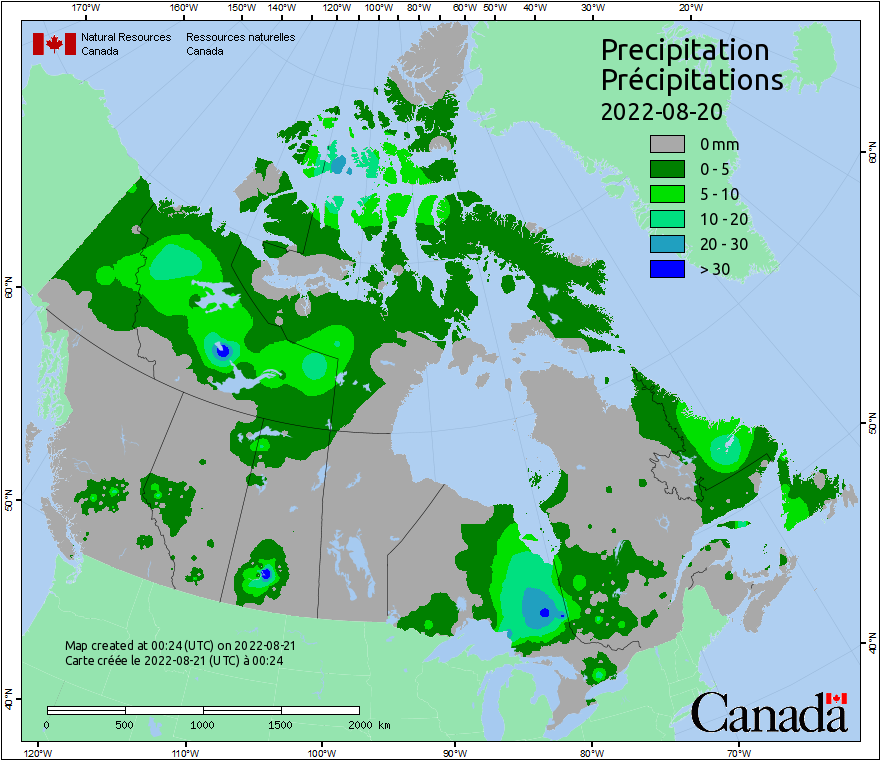 170°W 160°W 150°W 140°W 130°W 120°W 110°W 100°W 90°W 80°W 60°W 50°W 40°W 30°W 20°W
Natural Resources Ressources naturelles
Canada Canada
Precipitation
Précipitations
2022-08-20
0 mm
0 - 5
5 - 10
10 - 20
20 - 30
> 30
60°N
60°N
50°N
50°N
40°N
40°N
Map created at 00:24 (UTC) on 2022-08-21
Carte créée le 2022-08-21 (UTC) à 00:24
0 500 1000 1500 2000 km
Canada
120°W 110°W 100°W 90°W 80°W 70°W